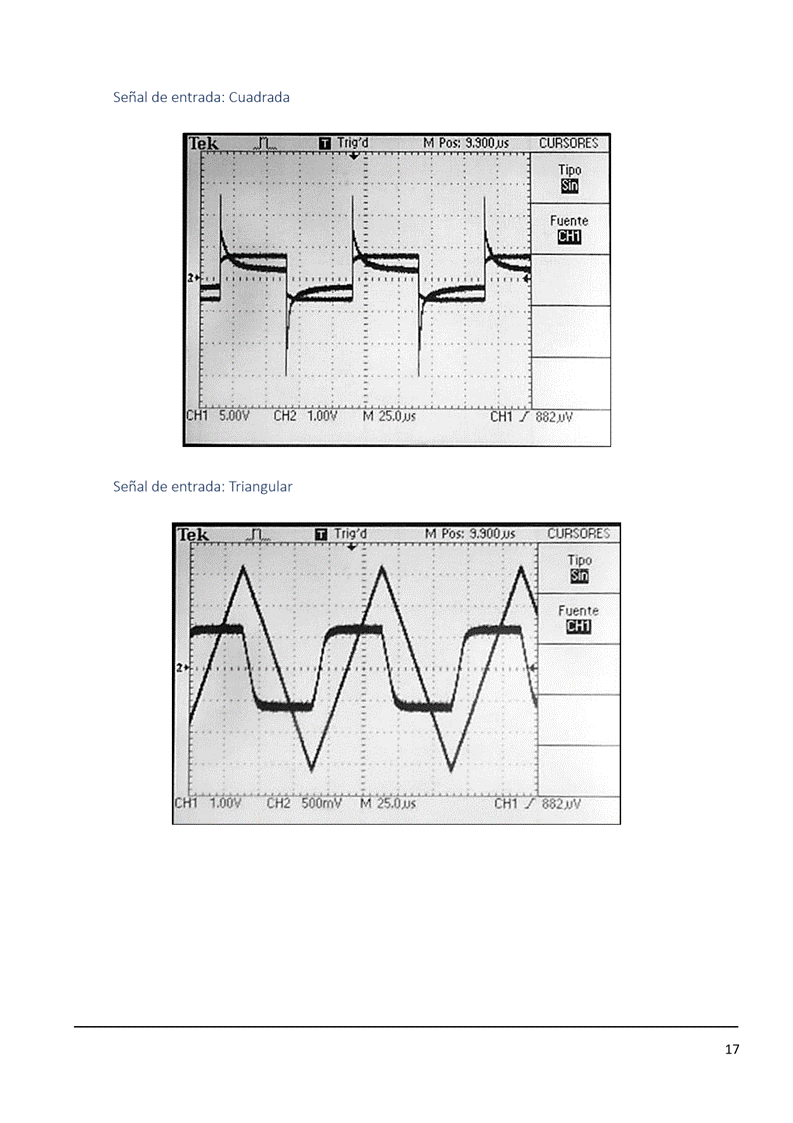 Señal de entrada: Cuadrada
Tek T Trig'd M Pos: 9.900µs CURSORES
Tipo
Sin
Fuente
CH1
2
CH1 5.00V CH2 1.00V M 25.0µs CH1 882µV
Señal de entrada: Triangular
Tek T Trig'd M Pos: 9.900µs CURSORES
Tipo
Sin
Fuente
CH1
2
CH1 1.00V CH2 500mV M 25.0µs CH1 882µV
17